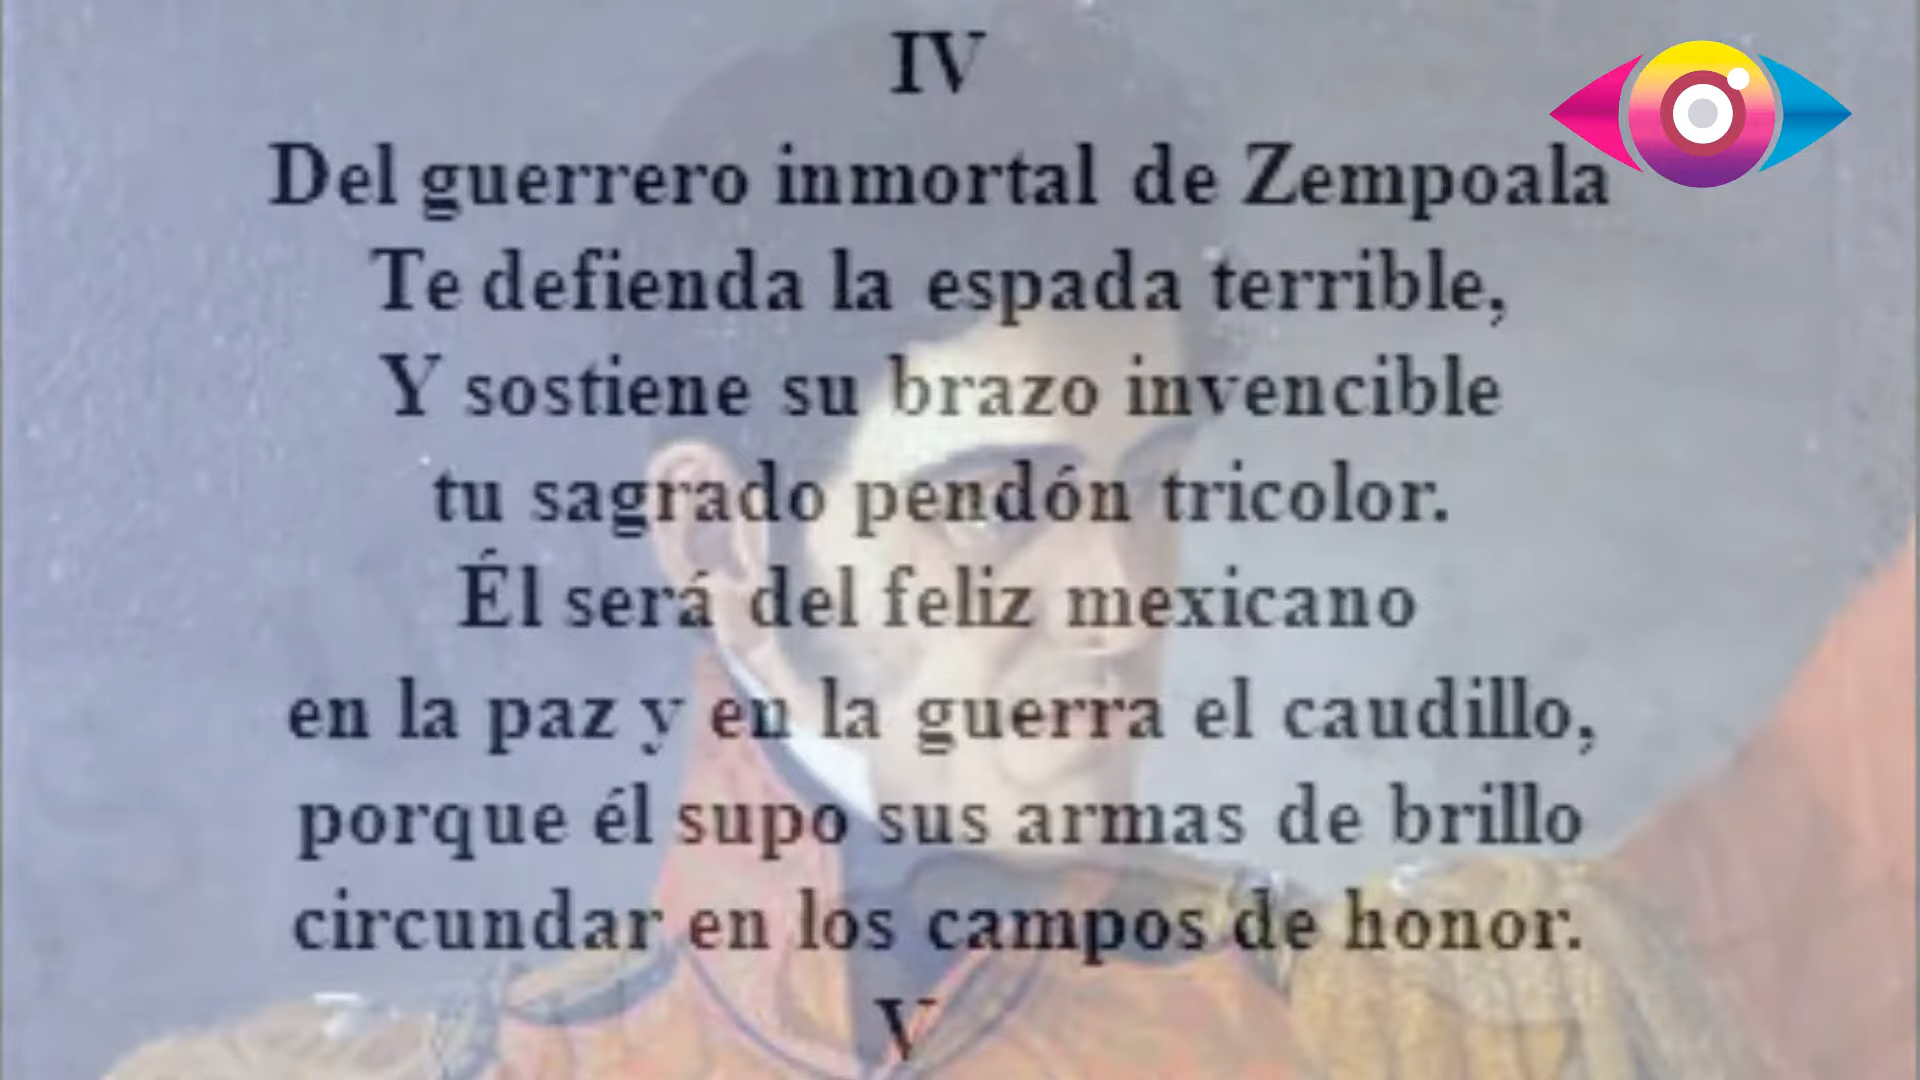 IV
Del guerrero inmortal de Zempoala
Te defienda la espada terrible,
Y sostiene su brazo invencible
tu sagrado pendón tricolor.
Él será del feliz mexicano
en la paz y en la guerra el caudillo,
porque él supo sus armas de brillo
circundar en los campos de honor.
V